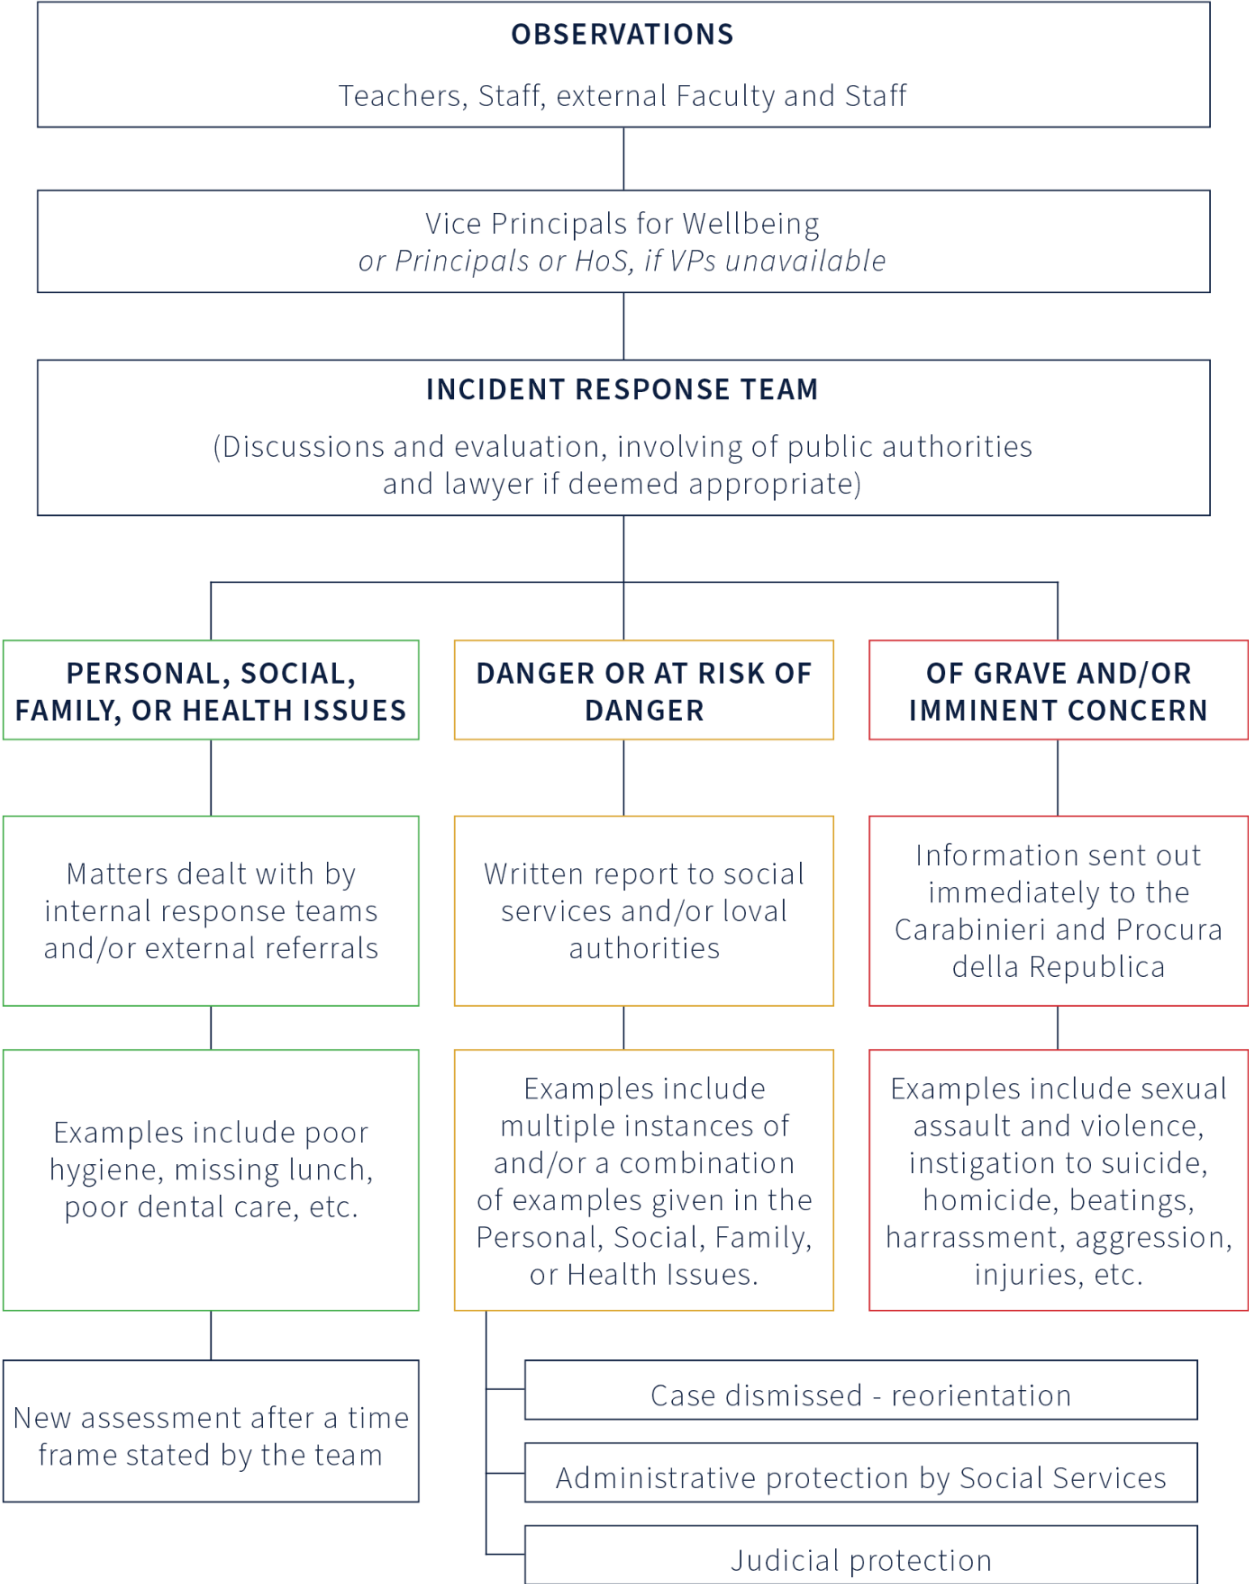 OBSERVATIONS
Teachers, Staff, external Faculty and Staff
Vice Principals for Wellbeing
or Principals or HoS, if VPs unavailable
INCIDENT RESPONSE TEAM
(Discussions and evaluation, involving of public authorities
and lawyer if deemed appropriate)
PERSONAL, SOCIAL,
FAMILY, OR HEALTH ISSUES
Matters dealt with by
internal response teams
and/or external referrals
Examples include poor
hygiene, missing lunch,
poor dental care, etc.
New assessment after a time
frame stated by the team
DANGER OR AT RISK OF
DANGER
Written report to social
services and/or loval
authorities
Examples include
multiple instances of
and/or a combination
of examples given in the
Personal, Social, Family,
or Health Issues.
Case dismissed - reorientation
Administrative protection by Social Services
Judicial protection
OF GRAVE AND/OR
IMMINENT CONCERN
Information sent out
immediately to the
Carabinieri and Procura
della Republica
Examples include sexual
assault and violence,
instigation to suicide,
homicide, beatings,
harrassment, aggression,
injuries, etc.